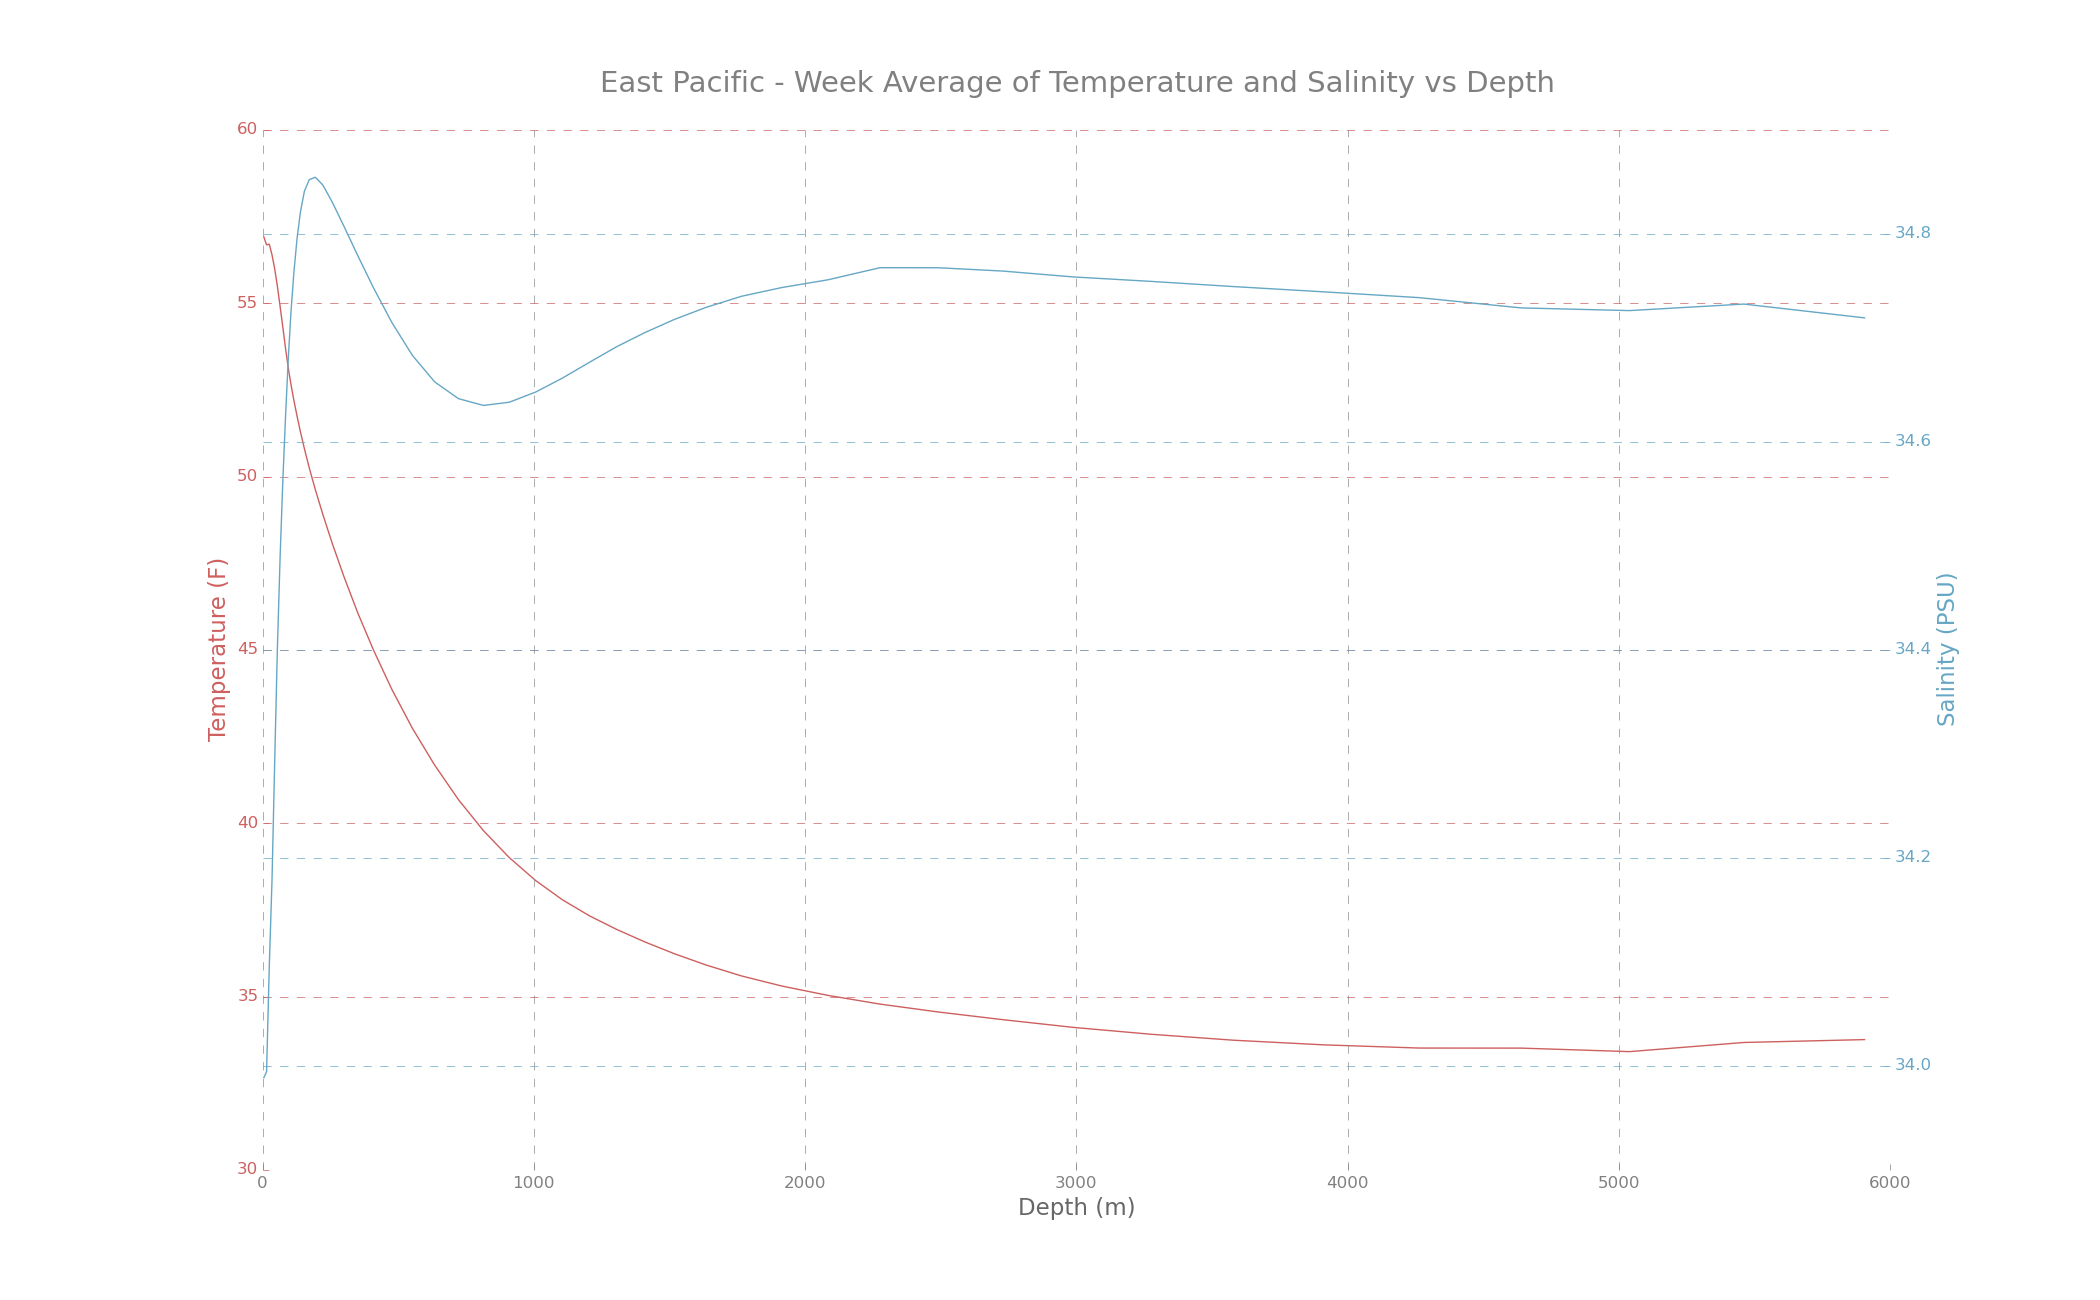 East Pacific - Week Average of Temperature and Salinity vs Depth
60
55
50
45
40
35
30
Temperature (F)
34.8
34.6
34.4
34.2
34.0
Salinity (PSU)
0 1000 2000 3000 4000 5000 6000
Depth (m)